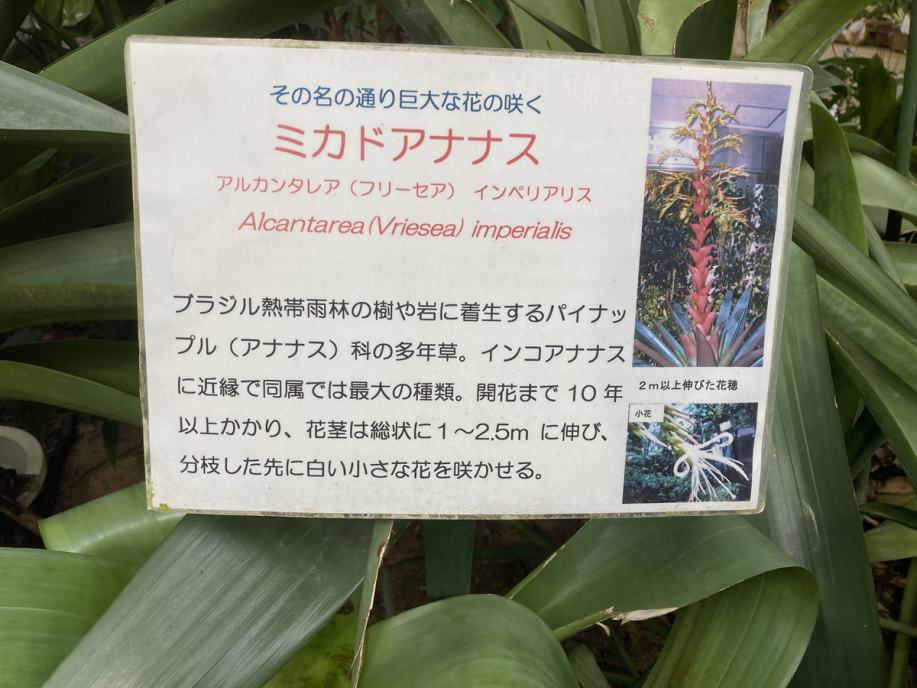 その名の通り巨大な花の咲く
ミカドアナナス
アルカンタレア（フリーセア） インペリアリス
Alcantarea (Vriesea) imperialis
ブラジル熱帯雨林の樹や岩に着生するパイナッ
プル（アナナス）科の多年草。インコアナナス
に近縁で同属では最大の種類。開花まで 10 年
以上かかり、花茎は総状に1～2.5m に伸び、
分枝した先に白い小さな花を咲かせる。
2m以上伸びた花穂
小花